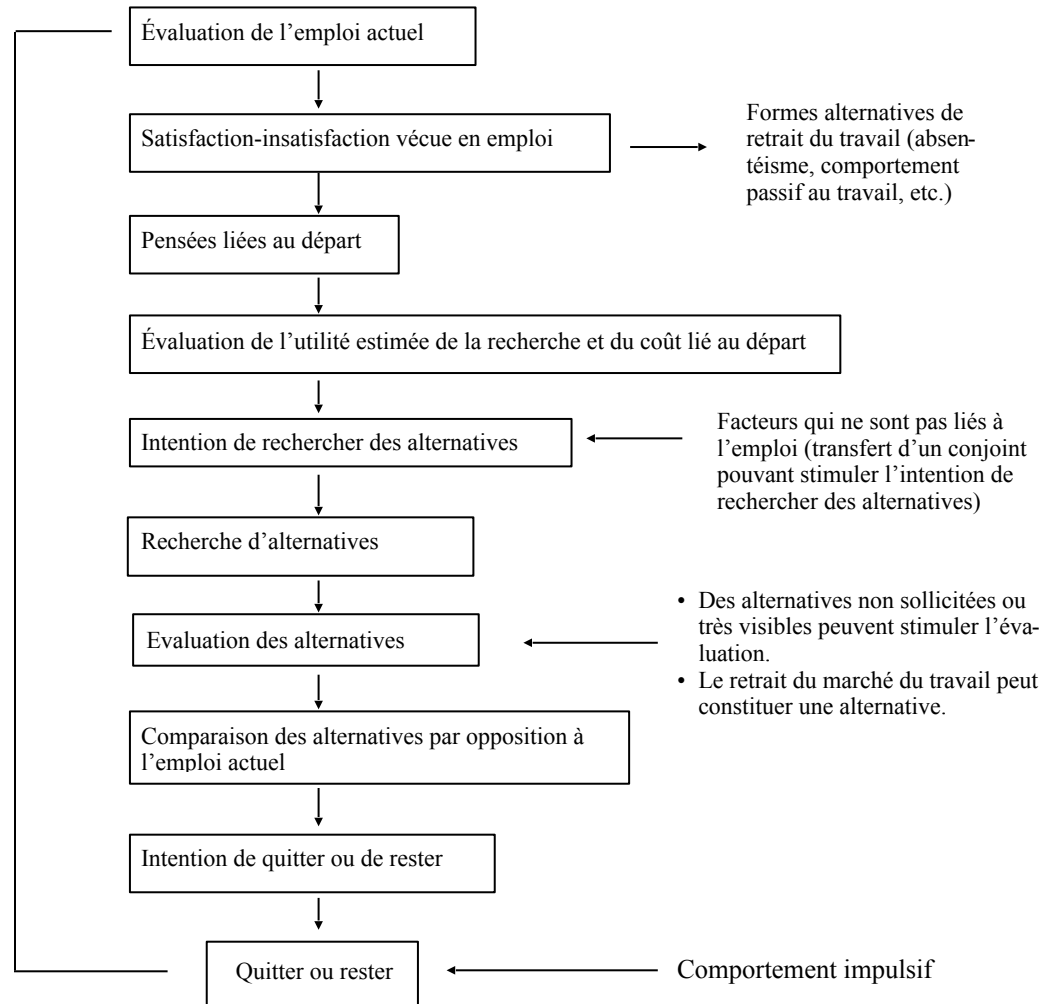 Évaluation de l’emploi actuel
Satisfaction-insatisfaction vécue en emploi
Formes alternatives de
retrait du travail (absen-
téisme, comportement
passif au travail, etc.)
Pensées liées au départ
Évaluation de l’utilité estimée de la recherche et du coût lié au départ
Intention de rechercher des alternatives
Facteurs qui ne sont pas liés à
l’emploi (transfert d’un conjoint
pouvant stimuler l’intention de
rechercher des alternatives)
Recherche d’alternatives
Evaluation des alternatives
• Des alternatives non sollicitées ou
très visibles peuvent stimuler l’éva-
luation.
• Le retrait du marché du travail peut
constituer une alternative.
Comparaison des alternatives par opposition à
l’emploi actuel
Intention de quitter ou de rester
Quitter ou rester
Comportement impulsif